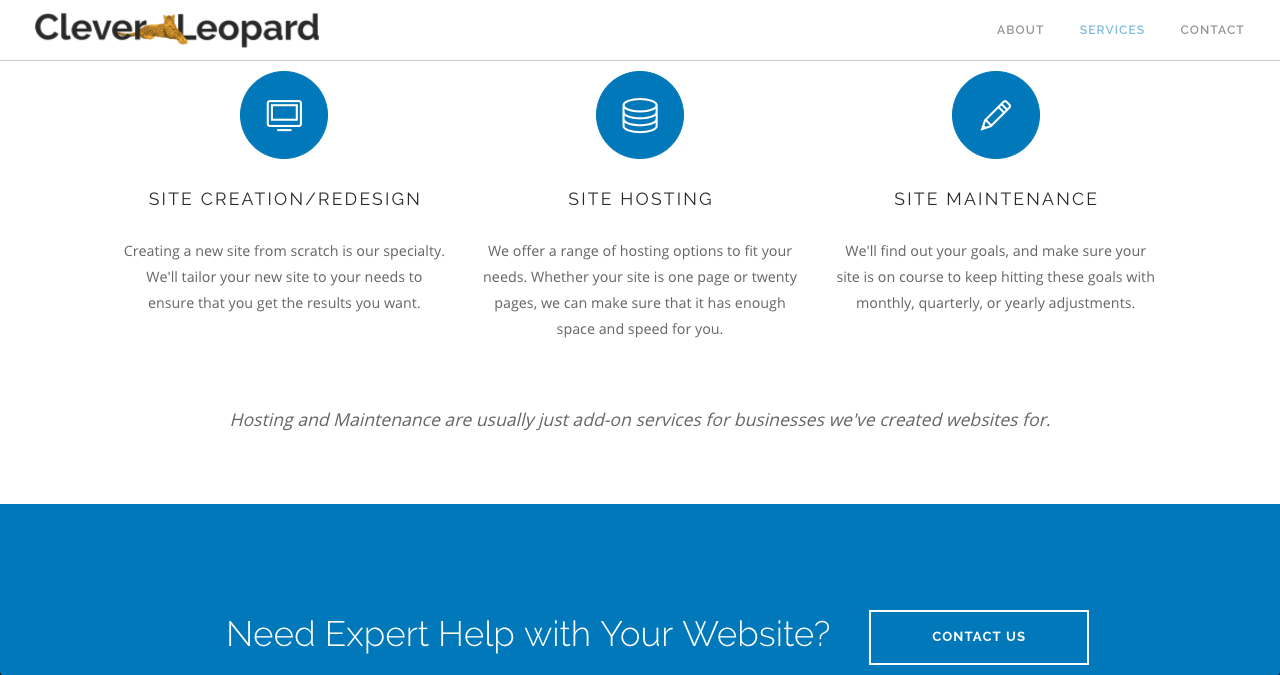 Clever Leopard
ABOUT SERVICES CONTACT
SITE CREATION/REDESIGN
Creating a new site from scratch is our specialty.
We'll tailor your new site to your needs to
ensure that you get the results you want.
SITE HOSTING
We offer a range of hosting options to fit your
needs. Whether your site is one page or twenty
pages, we can make sure that it has enough
space and speed for you.
SITE MAINTENANCE
We'll find out your goals, and make sure your
site is on course to keep hitting these goals with
monthly, quarterly, or yearly adjustments.
Hosting and Maintenance are usually just add-on services for businesses we've created websites for.
Need Expert Help with Your Website?
CONTACT US